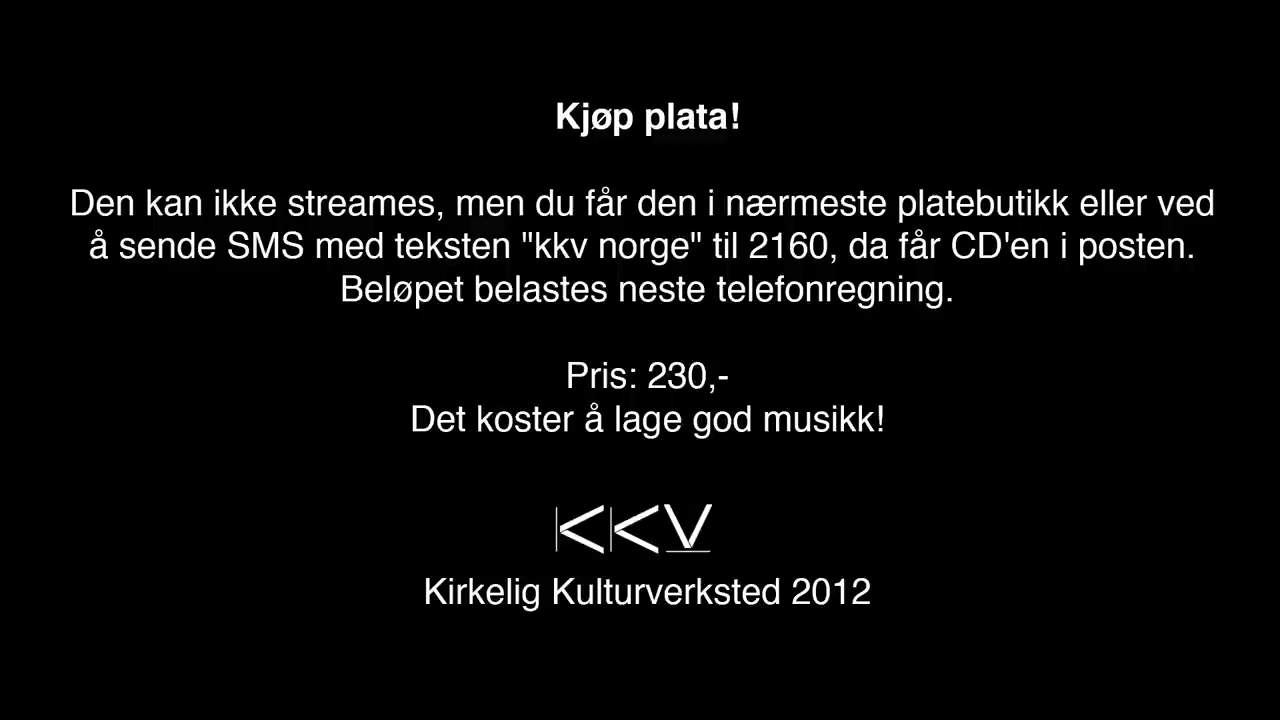 Kjøp plata!
Den kan ikke streames, men du får den i nærmeste platebutikk eller ved
å sende SMS med teksten "kkv norge" til 2160, da får CD'en i posten.
Beløpet belastes neste telefonregning.
Pris: 230,-
Det koster å lage god musikk!
KKV
Kirkelig Kulturverksted 2012